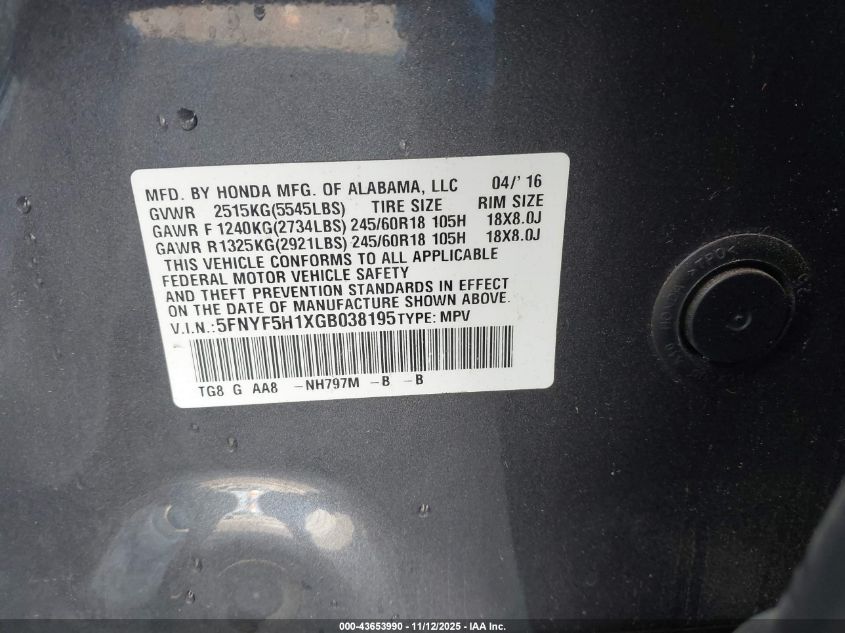 MFD. BY HONDA MFG. OF ALABAMA, LLC 04/' 16
GVWR 2515KG(5545LBS) TIRE SIZE RIM SIZE
GAWR F 1240KG(2734LBS) 245/60R18 105H 18X8.0J
GAWR R1325KG(2921LBS) 245/60R18 105H 18X8.0J
THIS VEHICLE CONFORMS TO ALL APPLICABLE
FEDERAL MOTOR VEHICLE SAFETY
AND THEFT PREVENTION STANDARDS IN EFFECT
ON THE DATE OF MANUFACTURE SHOWN ABOVE.
V.I.N.:5FNYF5H1XGB038195 TYPE: MPV
TG8 G AA8 -NH797M -B -B
>TPO<
000-43653990 - 11/12/2025 - IAA Inc.